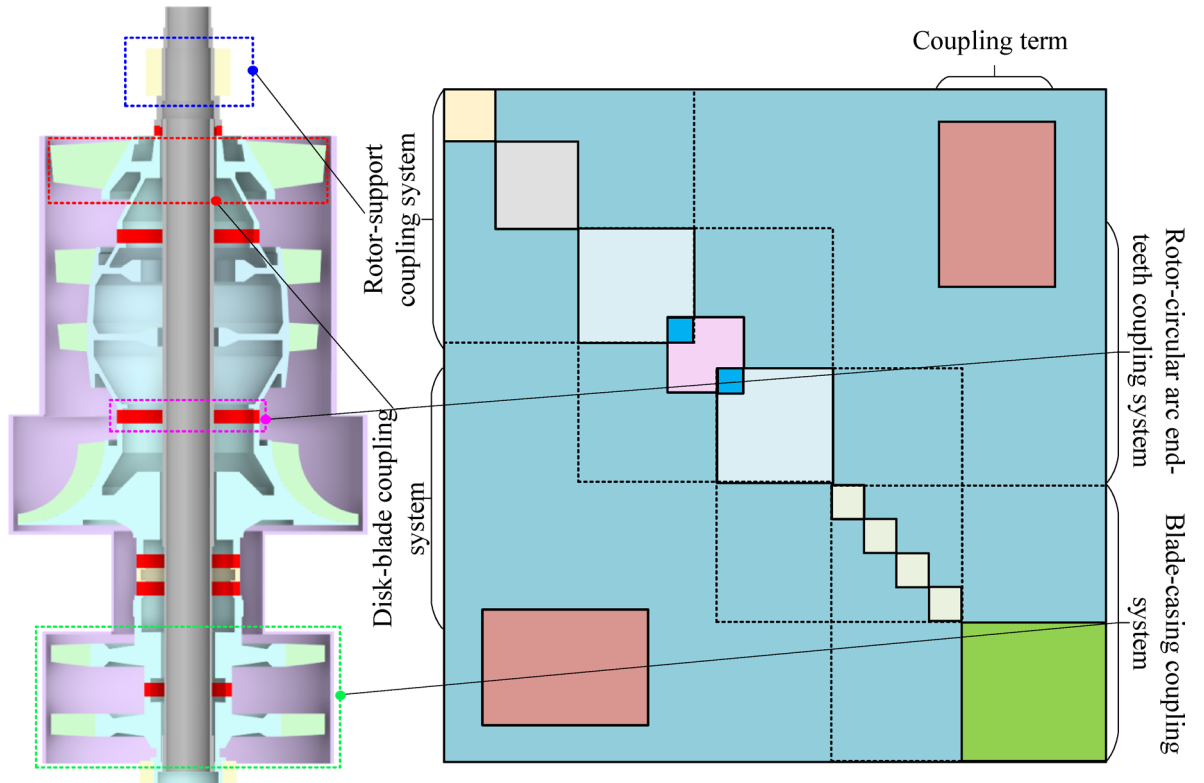 Coupling term
Rotor-support
coupling system
Disk-blade coupling
system
Rotor-circular arc end-
teeth coupling system
Blade-casing coupling
system